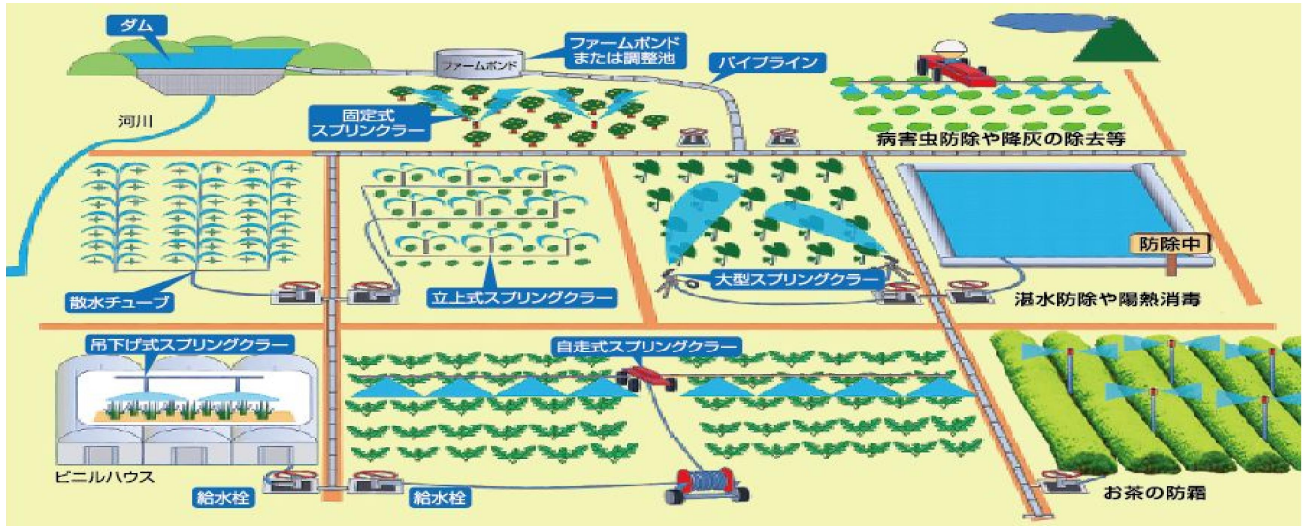 ダム
ファームポンド
または調整池
ファームポンド
パイプライン
河川
固定式
スプリンクラー
病害虫防除や降灰の除去等
防除中
散水チューブ
立上式スプリングクラー
大型スプリングクラー
湛水防除や陽熱消毒
吊下げ式スプリングクラー
自走式スプリングクラー
ビニルハウス
給水栓
給水栓
お茶の防霜